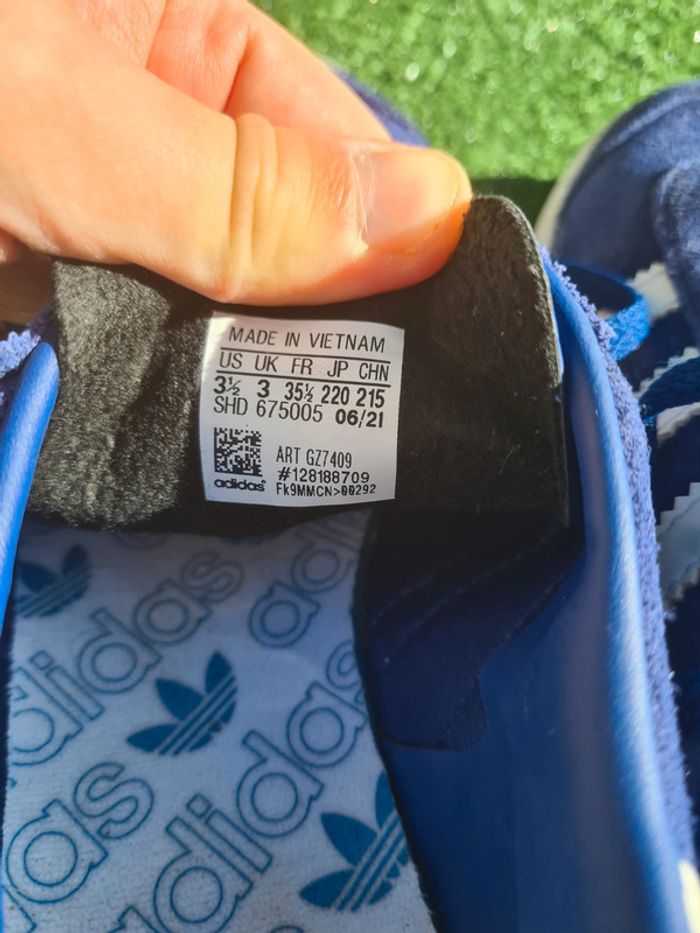 MADE IN VIETNAM
US UK FR JP CHN
3½ 3 35½ 220 215
SHD 675005 06/21
ART GZ7409
#128188709
adidas
Fk9MMCN>00292
adidas
adidas
adidas
adidas